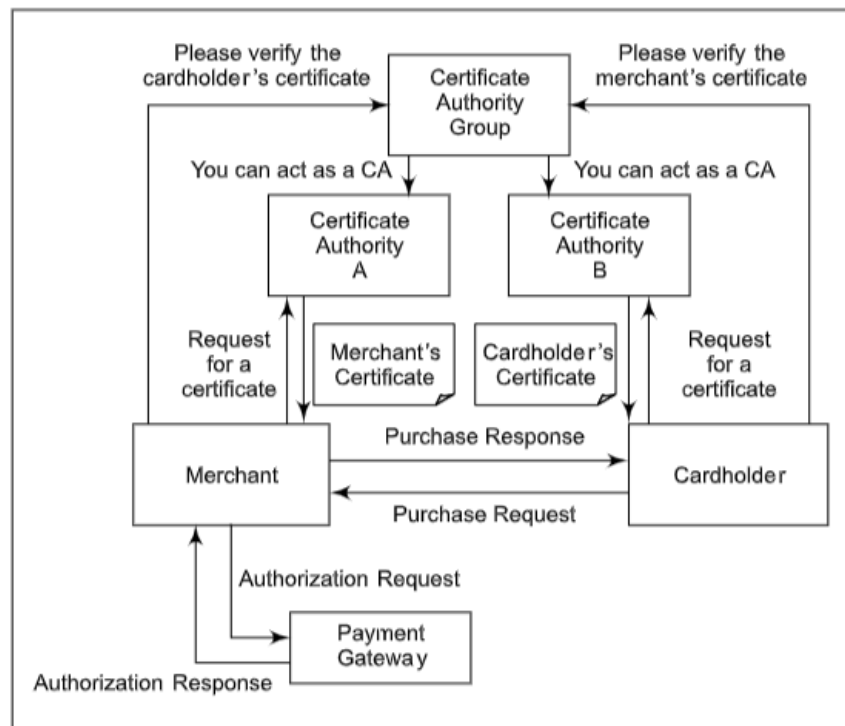 Please verify the
cardholder's certificate
Certificate
Authority
Group
Please verify the
merchant's certificate
You can act as a CA
You can act as a CA
Certificate
Authority
A
Certificate
Authority
B
Request
for a
certificate
Merchant's
Certificate
Cardholder's
Certificate
Request
for a
certificate
Merchant
Purchase Response
Cardholder
Purchase Request
Authorization Request
Payment
Gateway
Authorization Response